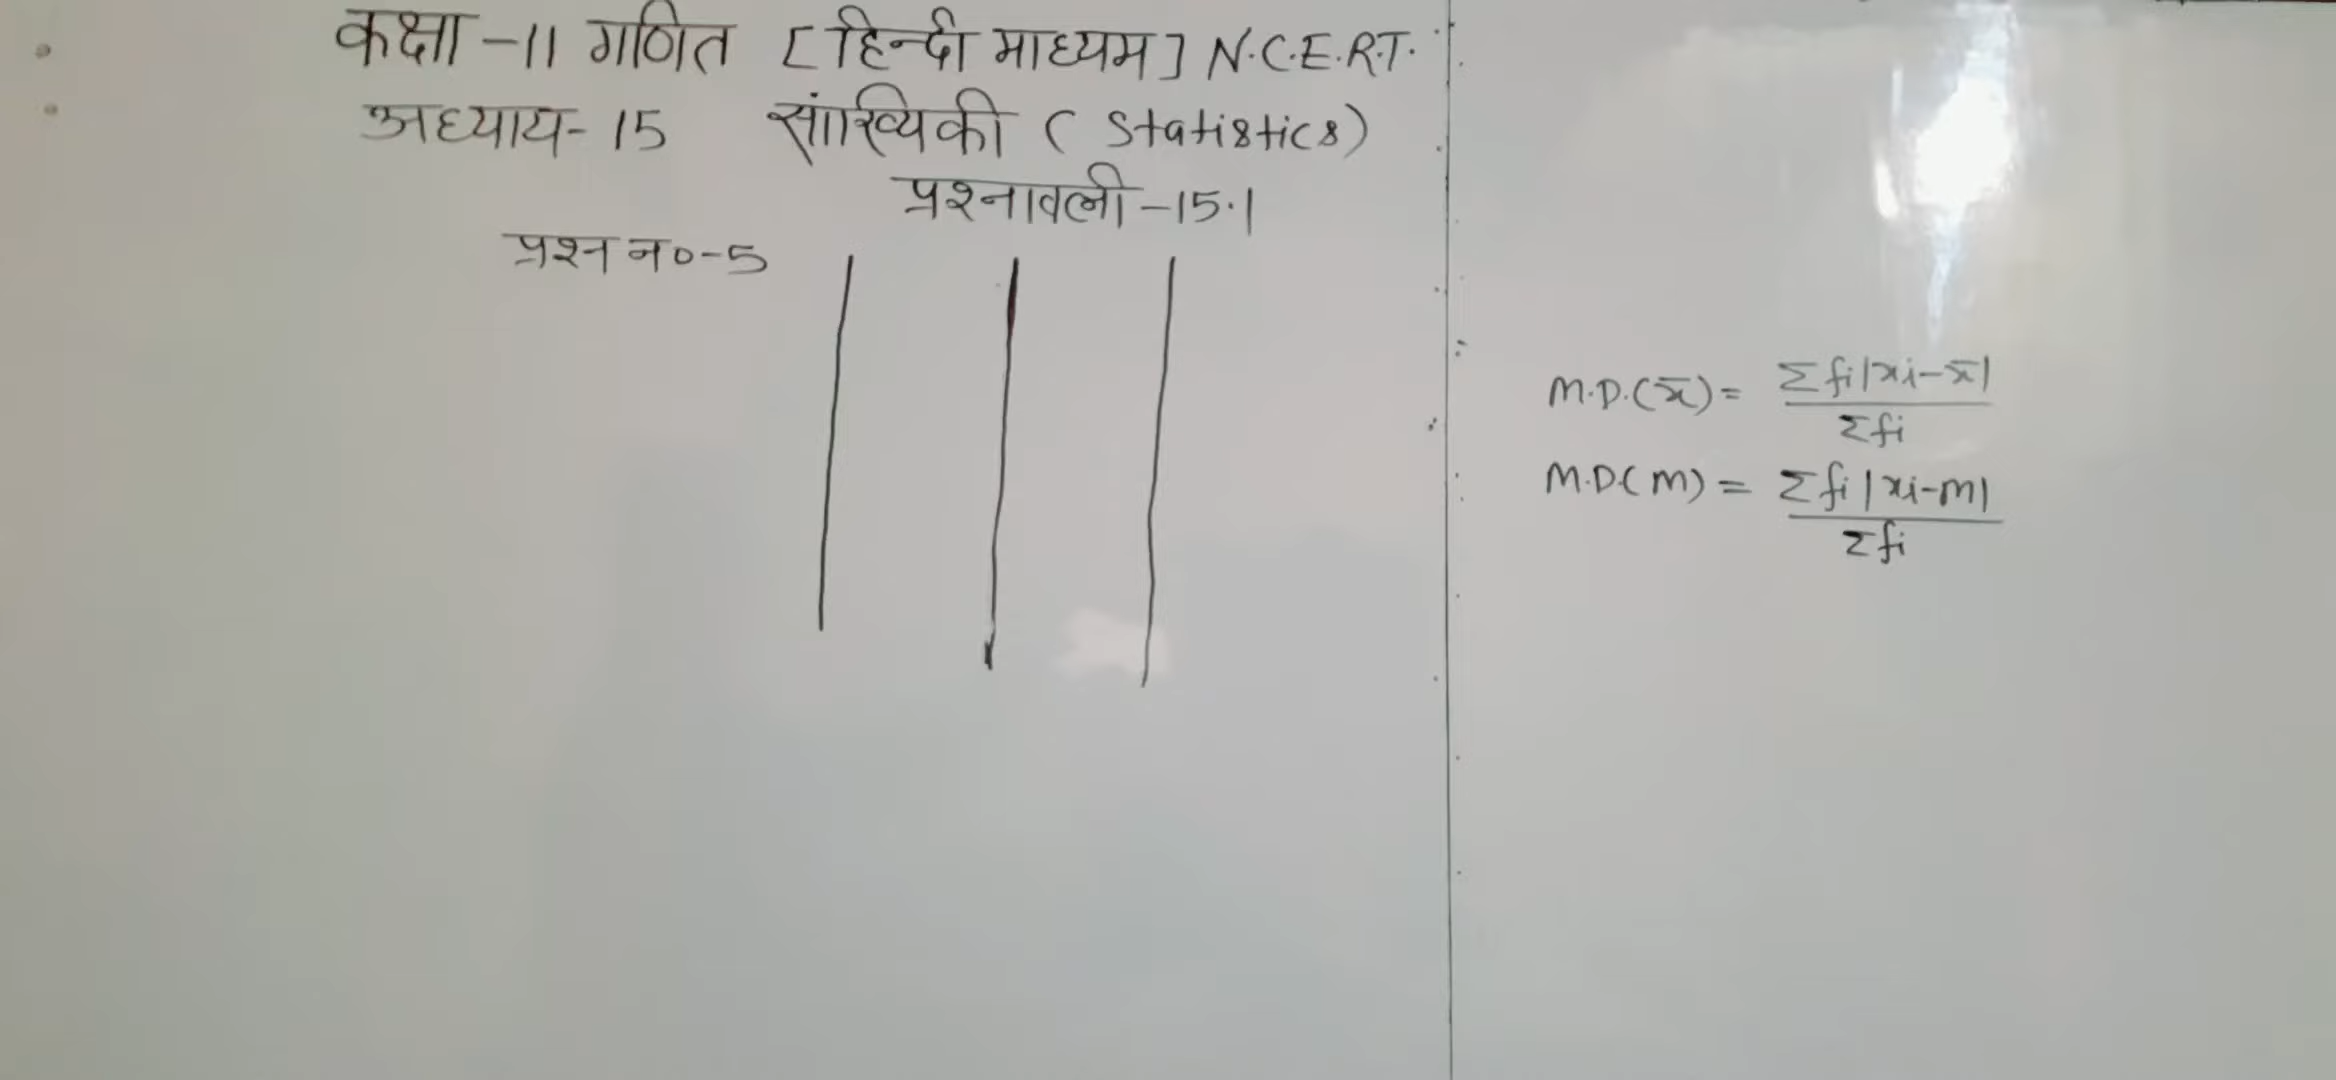 कक्षा -11 गणित [हिन्दी माध्यम] N.C.E.R.T.
अध्याय- 15 सांख्यिकी ( Statistics)
प्रश्नावली -15.1
प्रश्न न०-5
M.D.(x̄) = Σfi|xi-x̄|
Σfi
M.D.(M) = Σfi|xi-M|
Σfi